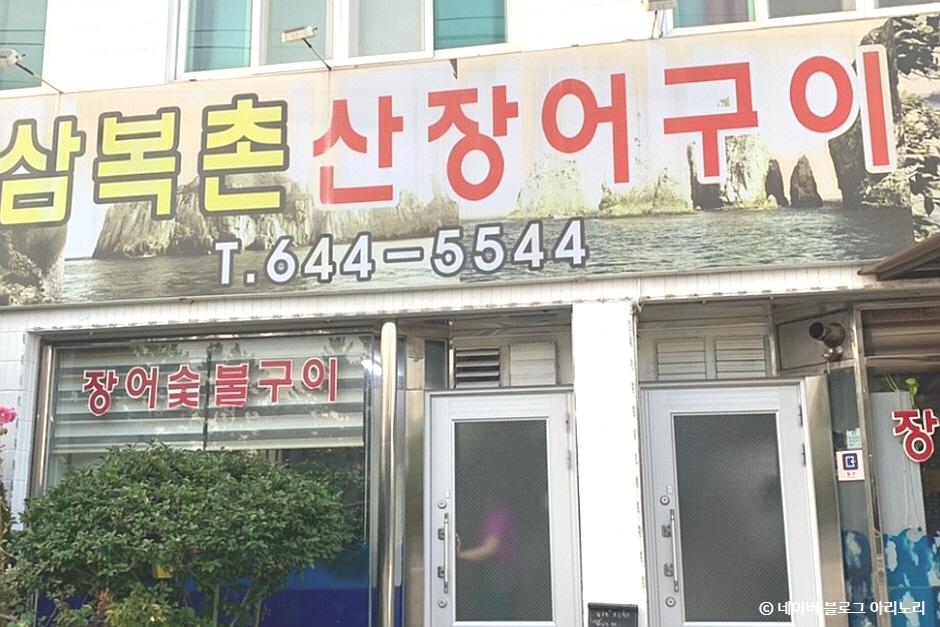 삼복촌 산장어구이
T.644-5544
장어숯불구이
장
© 네이버 블로그 아리노리